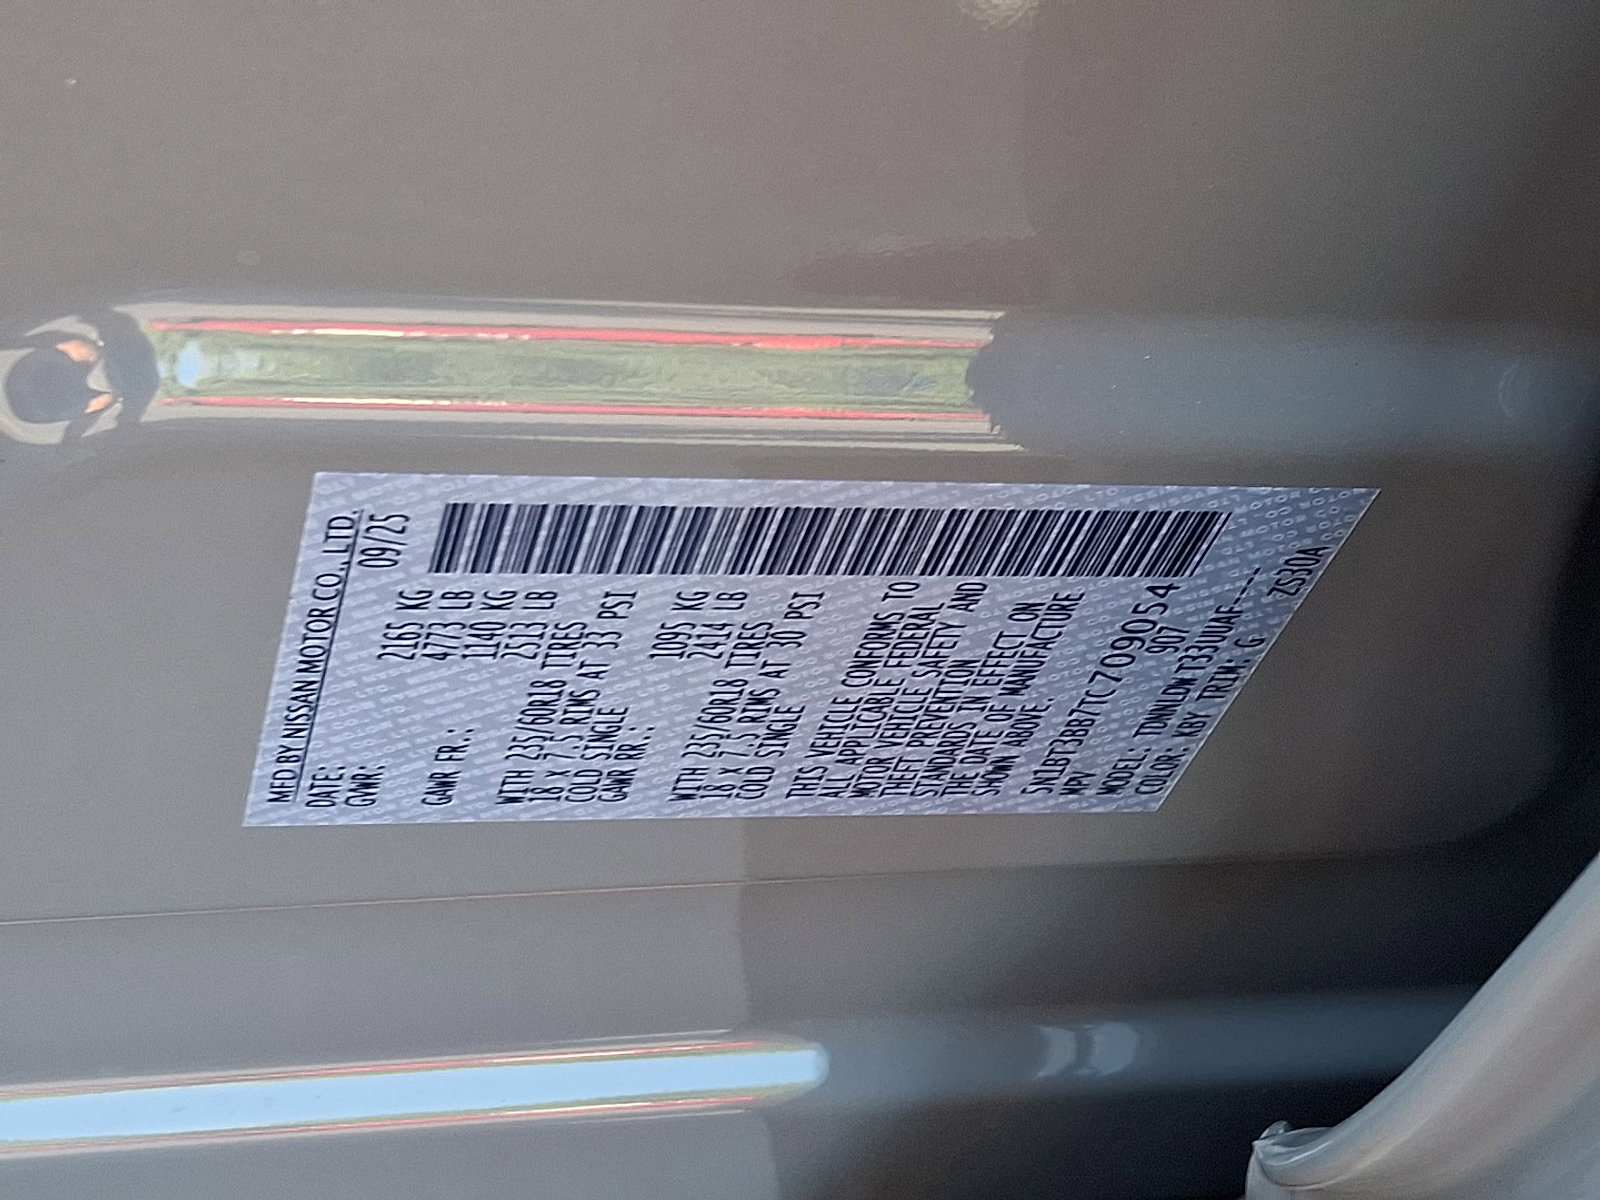 MFD BY NISSAN MOTOR CO., LTD.
DATE: 09/25
GVWR: 2165 KG
4773 LB
GAWR FR.: 1140 KG
2513 LB
WITH 235/60R18 TIRES
18 x 7.5 RIMS AT 33 PSI
COLD SINGLE
GAWR RR.: 1095 KG
2414 LB
WITH 235/60R18 TIRES
18 x 7.5 RIMS AT 30 PSI
COLD SINGLE
THIS VEHICLE CONFORMS TO
ALL APPLICABLE FEDERAL
MOTOR VEHICLE SAFETY AND
THEFT PREVENTION
STANDARDS IN EFFECT ON
THE DATE OF MANUFACTURE
SHOWN ABOVE.
5N1BT3BB7TC709054
MPV 907
MODEL: TDNNLDWT33UUAF----
COLOR: KBY TRIM: G ZS30A